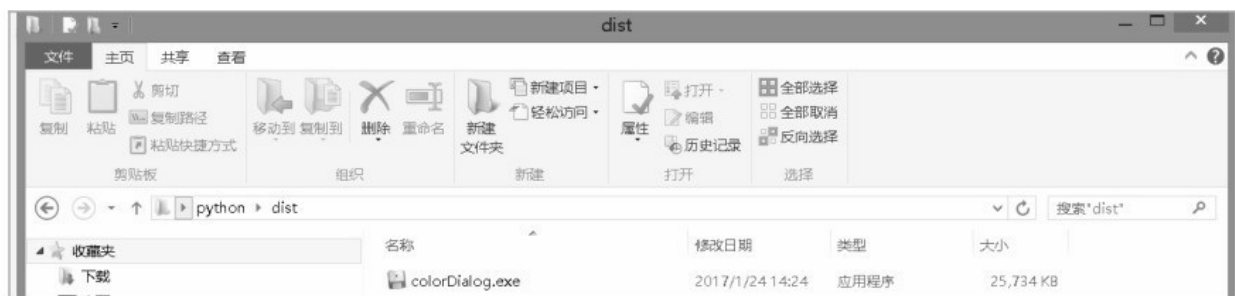 dist
文件 主页 共享 查看
复制
粘贴
剪切
复制路径
粘贴快捷方式
剪贴板
移动到
复制到
删除
重命名
组织
新建
文件夹
新建项目
轻松访问
新建
属性
打开
编辑
历史记录
打开
全部选择
全部取消
反向选择
选择
python dist
搜索"dist"
收藏夹
下载
名称 修改日期 类型 大小
colorDialog.exe 2017/1/24 14:24 应用程序 25,734 KB